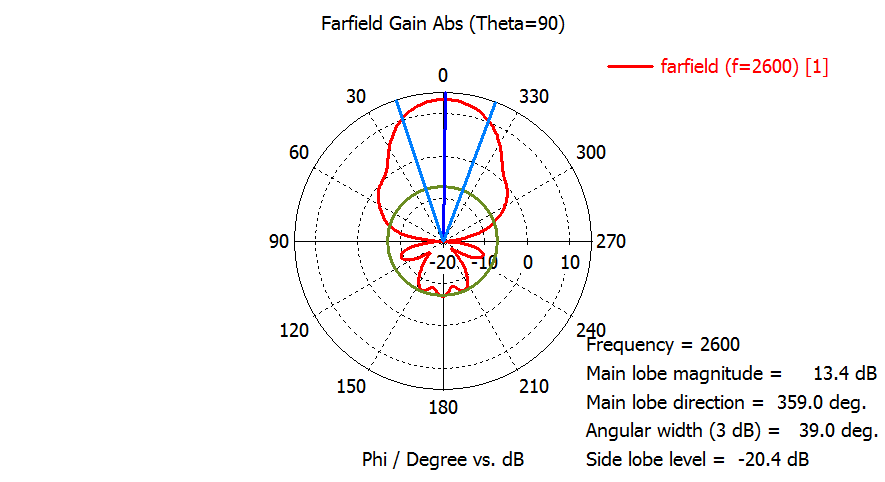 Farfield Gain Abs (Theta=90)
farfield (f=2600) [1]
0
30
330
60
300
90
270
-20
-10
0
10
120
240
150
210
180
Frequency = 2600
Main lobe magnitude = 13.4 dB
Main lobe direction = 359.0 deg.
Angular width (3 dB) = 39.0 deg.
Side lobe level = -20.4 dB
Phi / Degree vs. dB